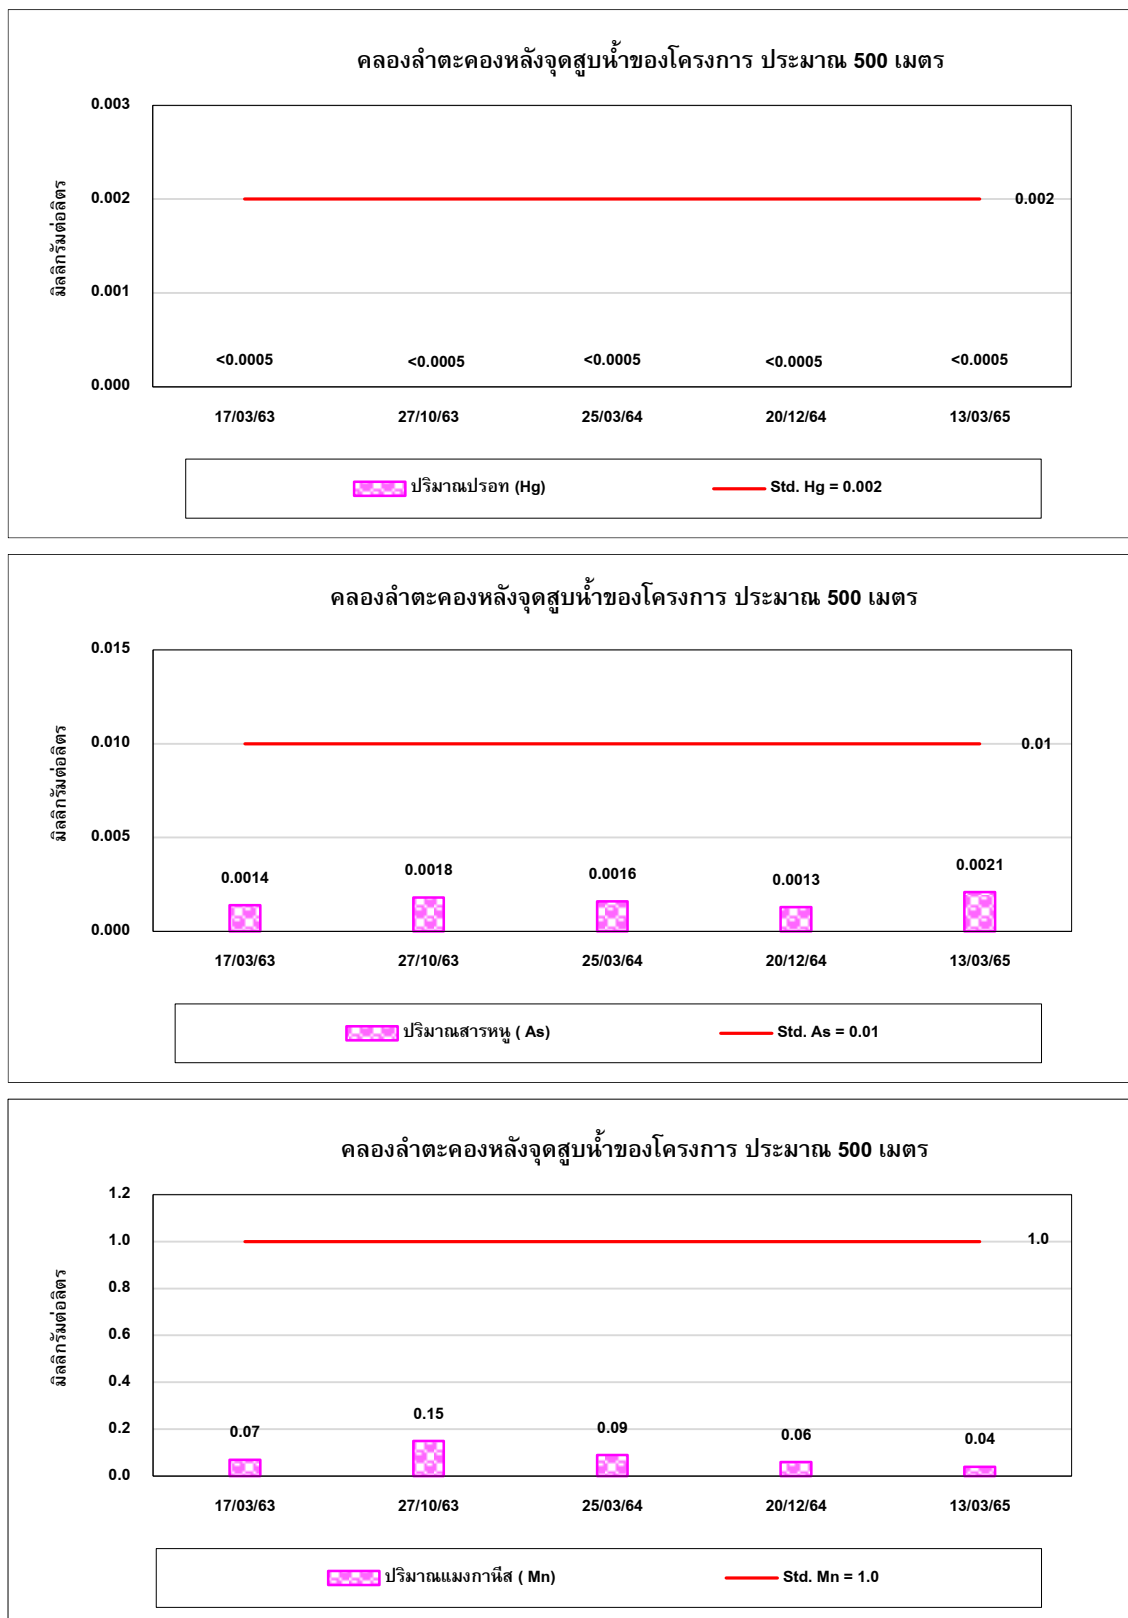 คลองลำตะคองหลังจุดสูบน้ำของโครงการ ประมาณ 500 เมตร
มิลลิกรัมต่อลิตร
0.003
0.002
0.001
0.000
0.002
<0.0005 <0.0005 <0.0005 <0.0005 <0.0005
17/03/63 27/10/63 25/03/64 20/12/64 13/03/65
ปริมาณปรอท (Hg) Std. Hg = 0.002
คลองลำตะคองหลังจุดสูบน้ำของโครงการ ประมาณ 500 เมตร
มิลลิกรัมต่อลิตร
0.015
0.010
0.005
0.000
0.01
0.0014 0.0018 0.0016 0.0013 0.0021
17/03/63 27/10/63 25/03/64 20/12/64 13/03/65
ปริมาณสารหนู ( As) Std. As = 0.01
คลองลำตะคองหลังจุดสูบน้ำของโครงการ ประมาณ 500 เมตร
มิลลิกรัมต่อลิตร
1.2
1.0
0.8
0.6
0.4
0.2
0.0
1.0
0.07 0.15 0.09 0.06 0.04
17/03/63 27/10/63 25/03/64 20/12/64 13/03/65
ปริมาณแมงกานีส ( Mn) Std. Mn = 1.0